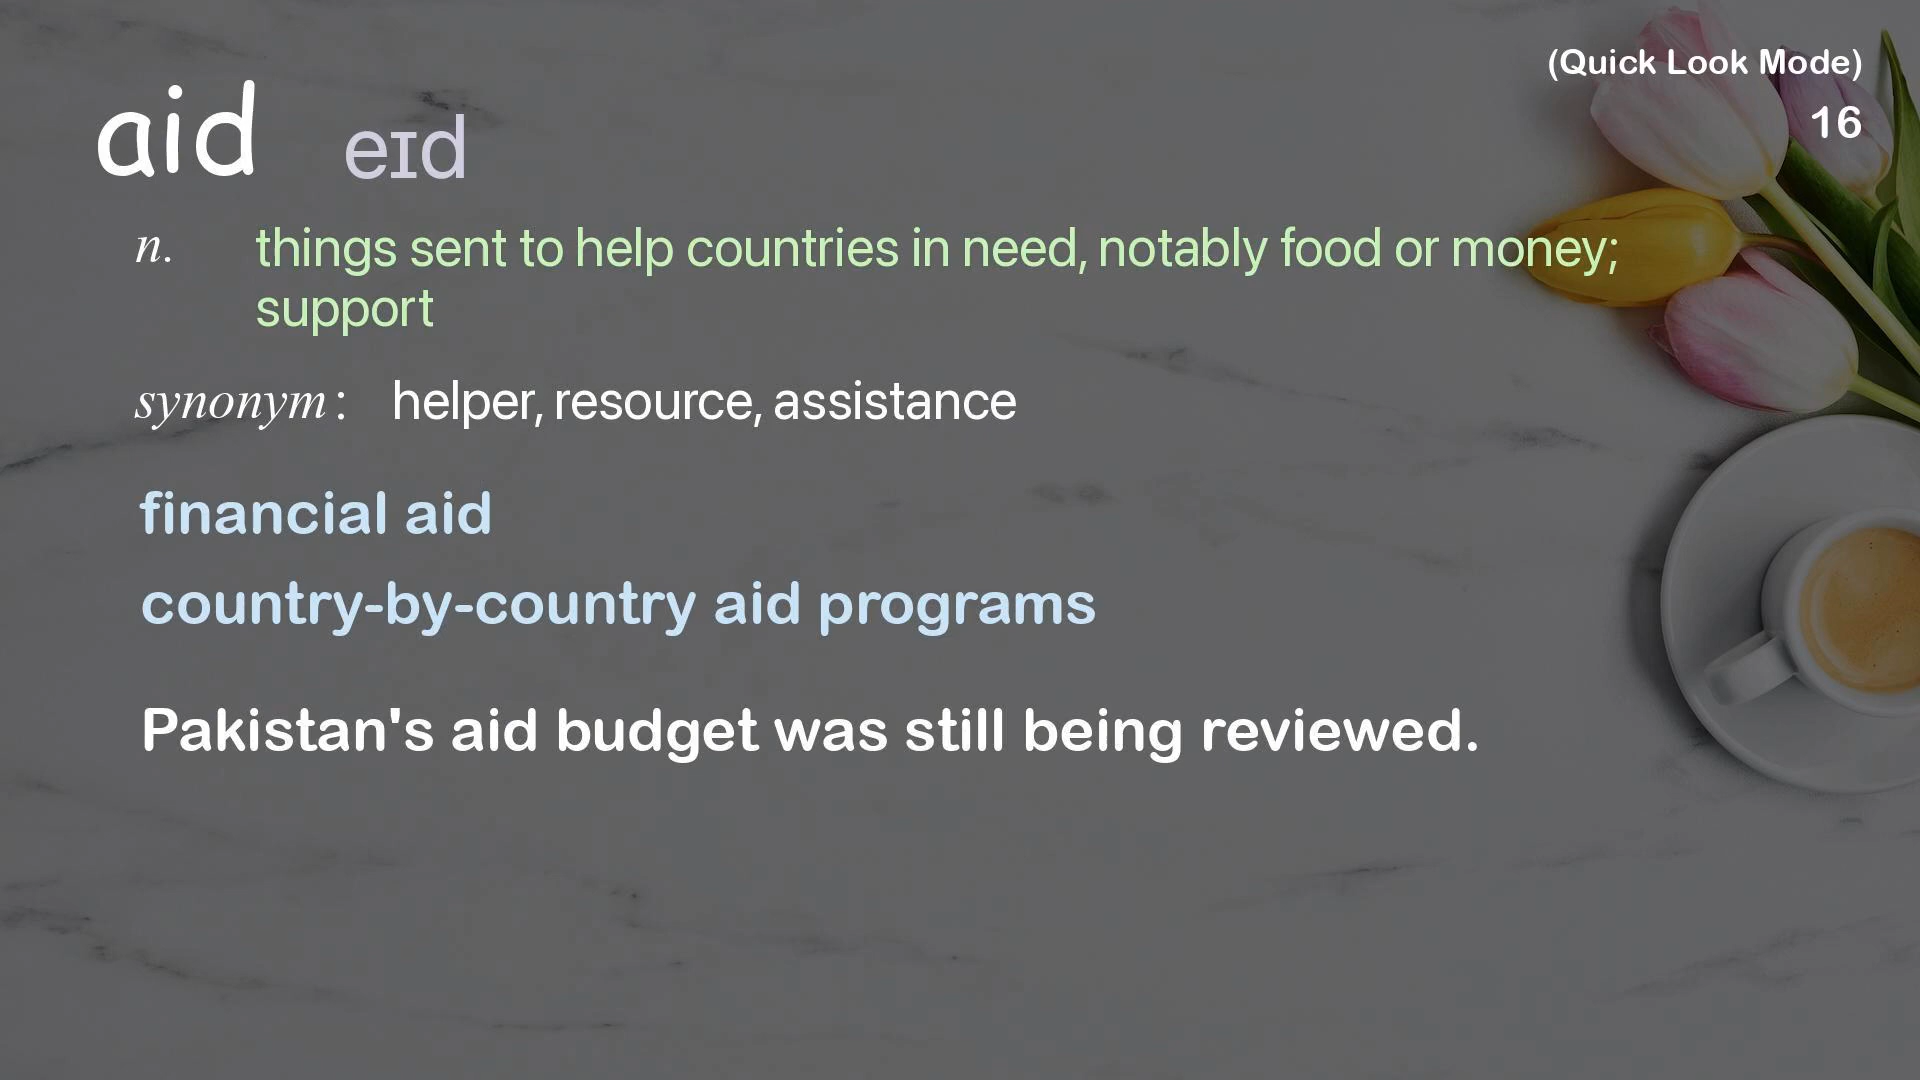 (Quick Look Mode)
16
aid eɪd
n. things sent to help countries in need, notably food or money;
support
synonym: helper, resource, assistance
financial aid
country-by-country aid programs
Pakistan's aid budget was still being reviewed.